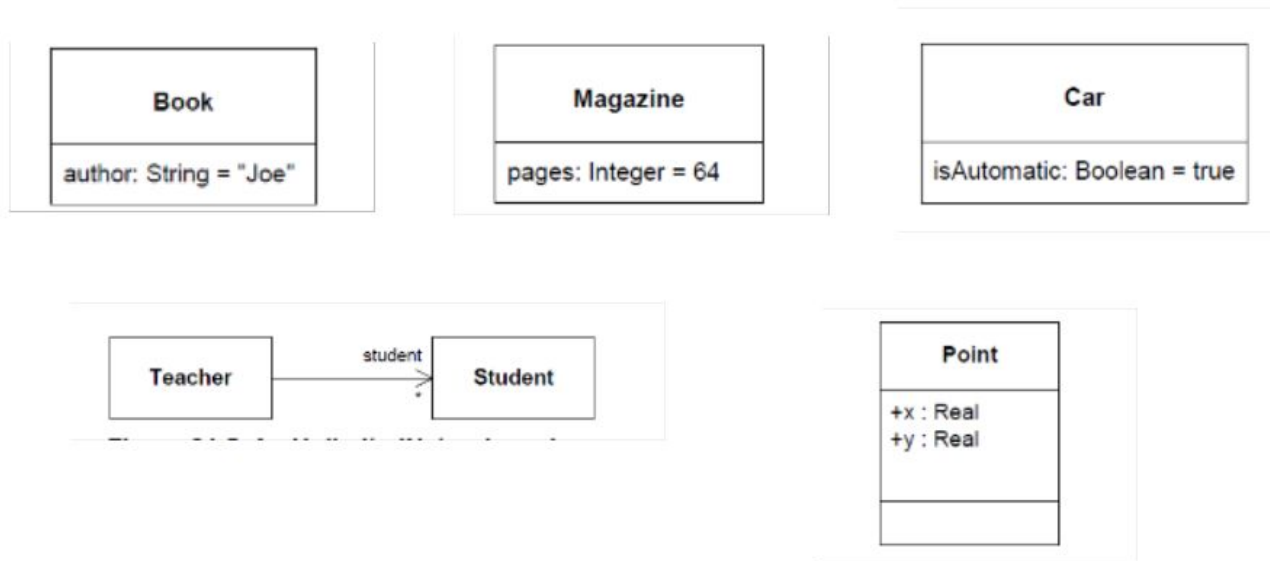 Book
author: String = "Joe"
Magazine
pages: Integer = 64
Car
isAutomatic: Boolean = true
Teacher
student
*
Student
Point
+x : Real
+y : Real